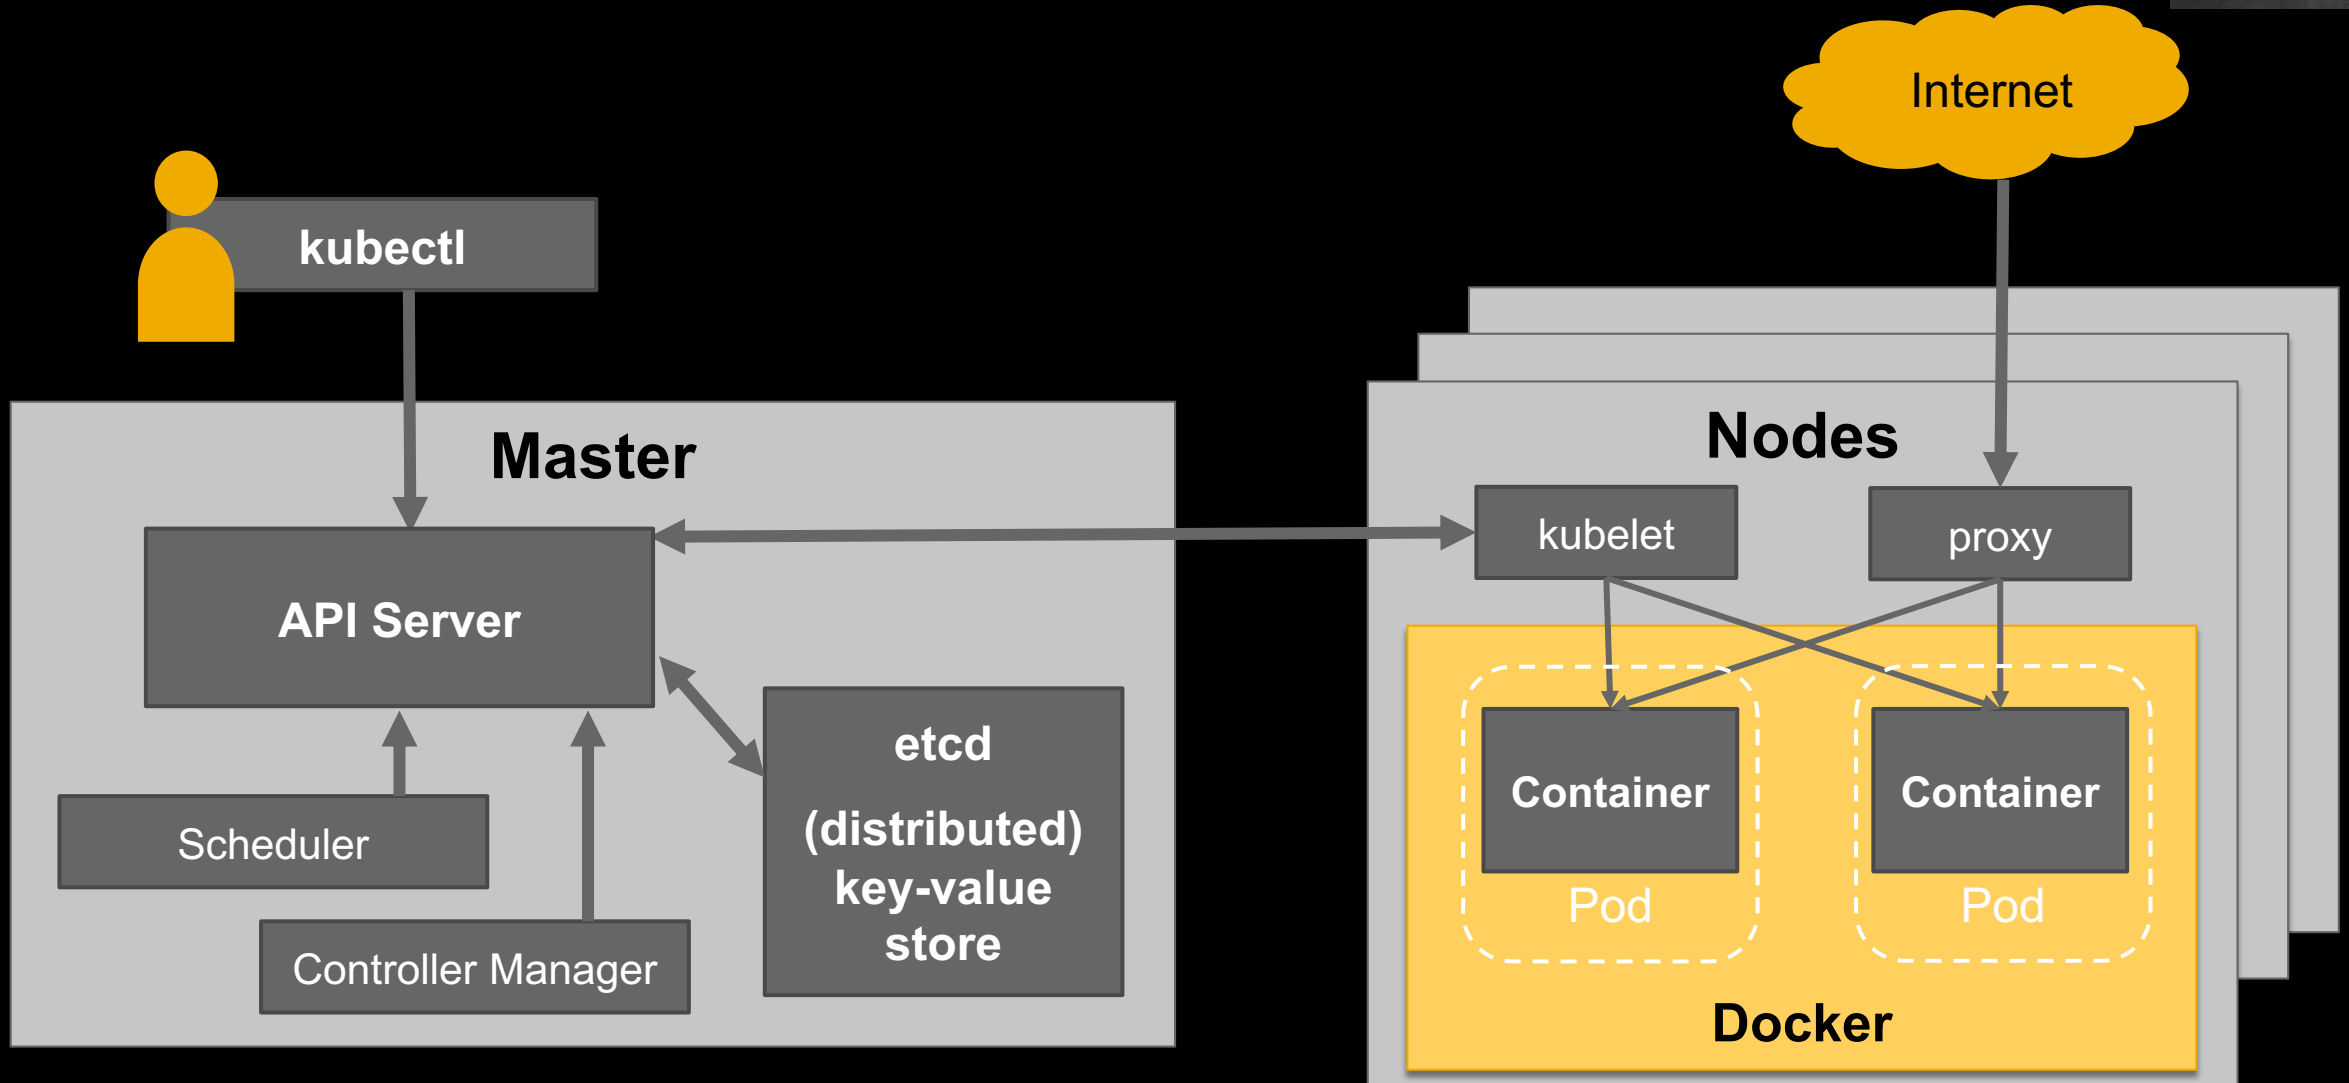 Internet
kubectl
Master
Nodes
kubelet
proxy
API Server
etcd
(distributed)
key-value
store
Scheduler
Controller Manager
Container
Container
Pod
Pod
Docker